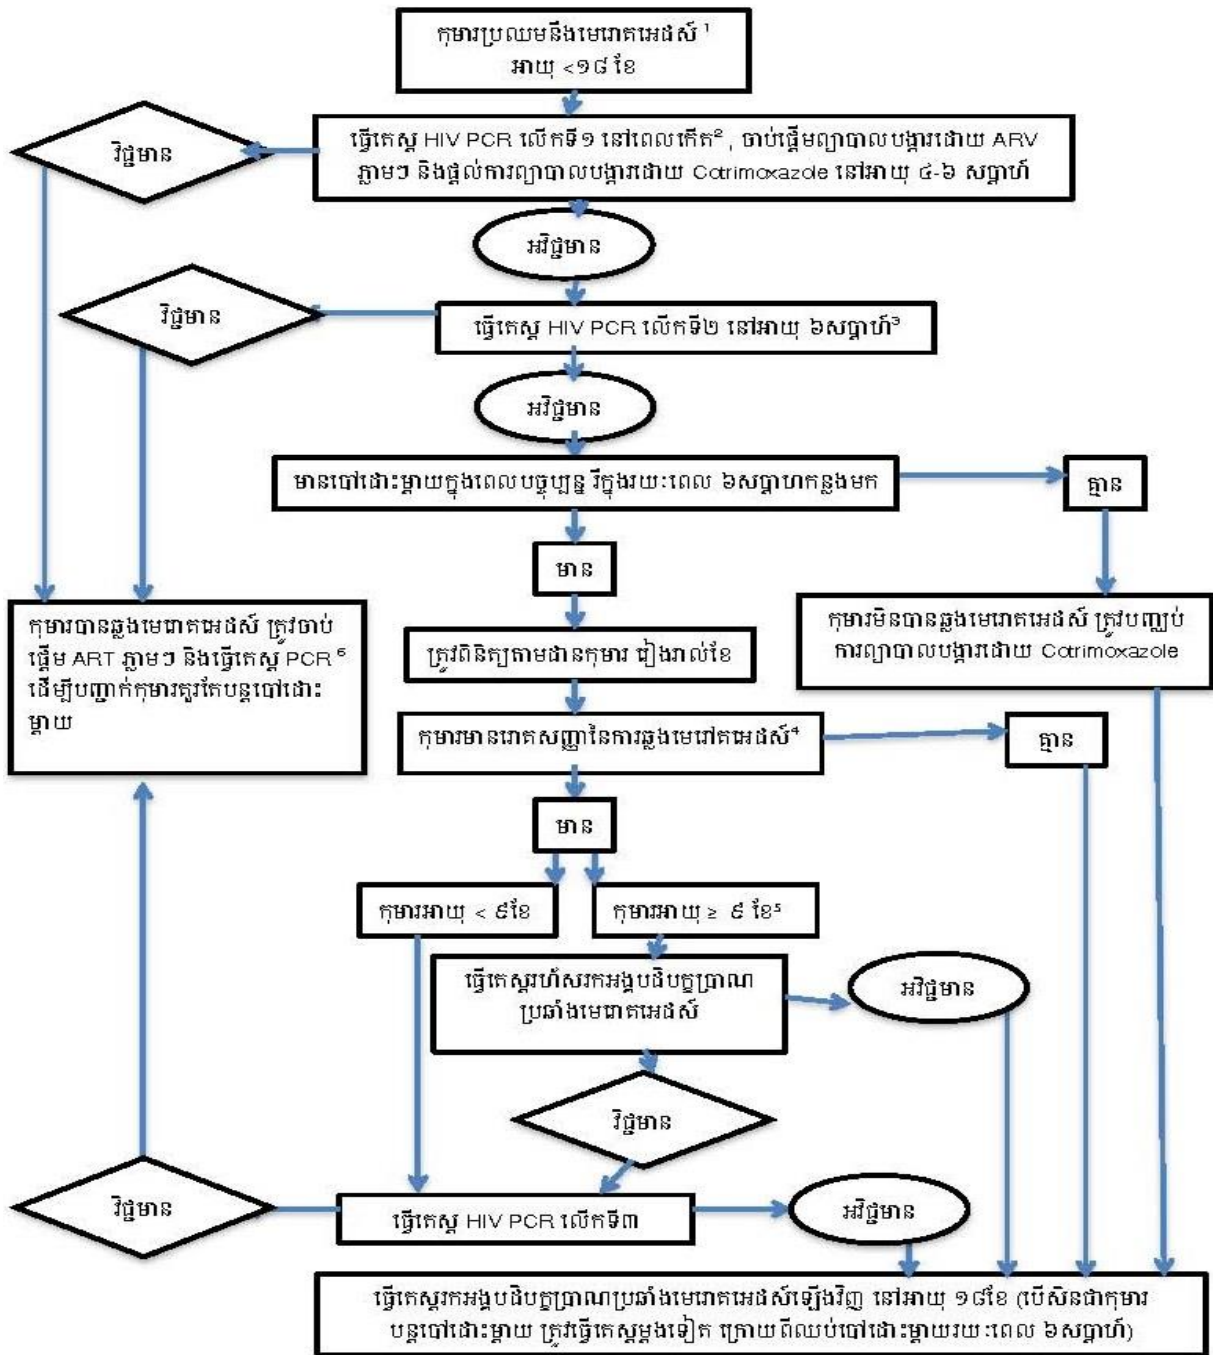 កុមារប្រឈមនឹងមេរោគអេដស៍ ¹
អាយុ <១៨ ខែ
វិជ្ជមាន
ធ្វើតេស្ត HIV PCR លើកទី១ នៅពេលកើត² , ចាប់ផ្តើមព្យាបាលបង្ការដោយ ARV
ភ្លាមៗ និងផ្តល់ការព្យាបាលបង្ការដោយ Cotrimoxazole នៅអាយុ ៤-៦ សប្តាហ៍
អវិជ្ជមាន
វិជ្ជមាន
ធ្វើតេស្ត HIV PCR លើកទី២ នៅអាយុ ៦សប្តាហ៍³
អវិជ្ជមាន
មានបៅដោះម្តាយក្នុងពេលបច្ចុប្បន្ន រឺក្នុងរយៈពេល ៦សប្តាហកន្លងមក
គ្មាន
មាន
កុមារបានឆ្លងមេរោគអេដស៍ ត្រូវចាប់
ផ្តើម ART ភ្លាមៗ និងធ្វើតេស្ត PCR ⁶
ដើម្បីបញ្ជាក់កុមារគួរតែបន្តបៅដោះ
ម្តាយ
ត្រូវពិនិត្យតាមដានកុមារ រៀងរាល់ខែ
កុមារមិនបានឆ្លងមេរោគអេដស៍ ត្រូវបញ្ឈប់
ការព្យាបាលបង្ការដោយ Cotrimoxazole
កុមារមានរោគសញ្ញានៃការឆ្លងមេរៅគអេដស៍⁴
គ្មាន
មាន
កុមារអាយុ < ៩ខែ
កុមារអាយុ ≥ ៩ ខែ⁵
ធ្វើតេស្តរហ័សរកអង្គបដិបក្ខប្រាណ
ប្រឆាំងមេរោគអេដស៍
អវិជ្ជមាន
វិជ្ជមាន
វិជ្ជមាន
ធ្វើតេស្ត HIV PCR លើកទី៣
អវិជ្ជមាន
ធ្វើតេស្តរកអង្គបដិបក្ខប្រាណប្រឆាំងមេរោគអេដស៍ឡើងវិញ នៅអាយុ ១៨ខែ (បើសិនជាកុមារ
បន្តបៅដោះម្តាយ ត្រូវធ្វើតេស្តម្តងទៀត ក្រោយពីឈប់បៅដោះម្តាយរយៈពេល ៦សប្តាហ៍)